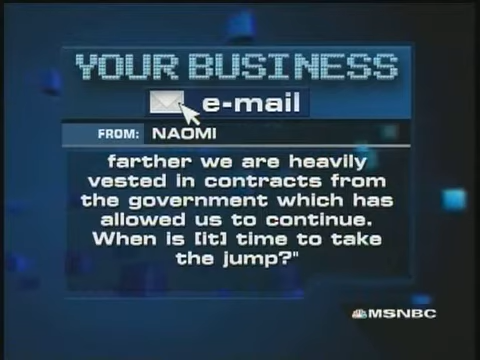 YOUR BUSINESS
e-mail
FROM: NAOMI
farther we are heavily
vested in contracts from
the government which has
allowed us to continue.
When is [it] time to take
the jump?"
MSNBC